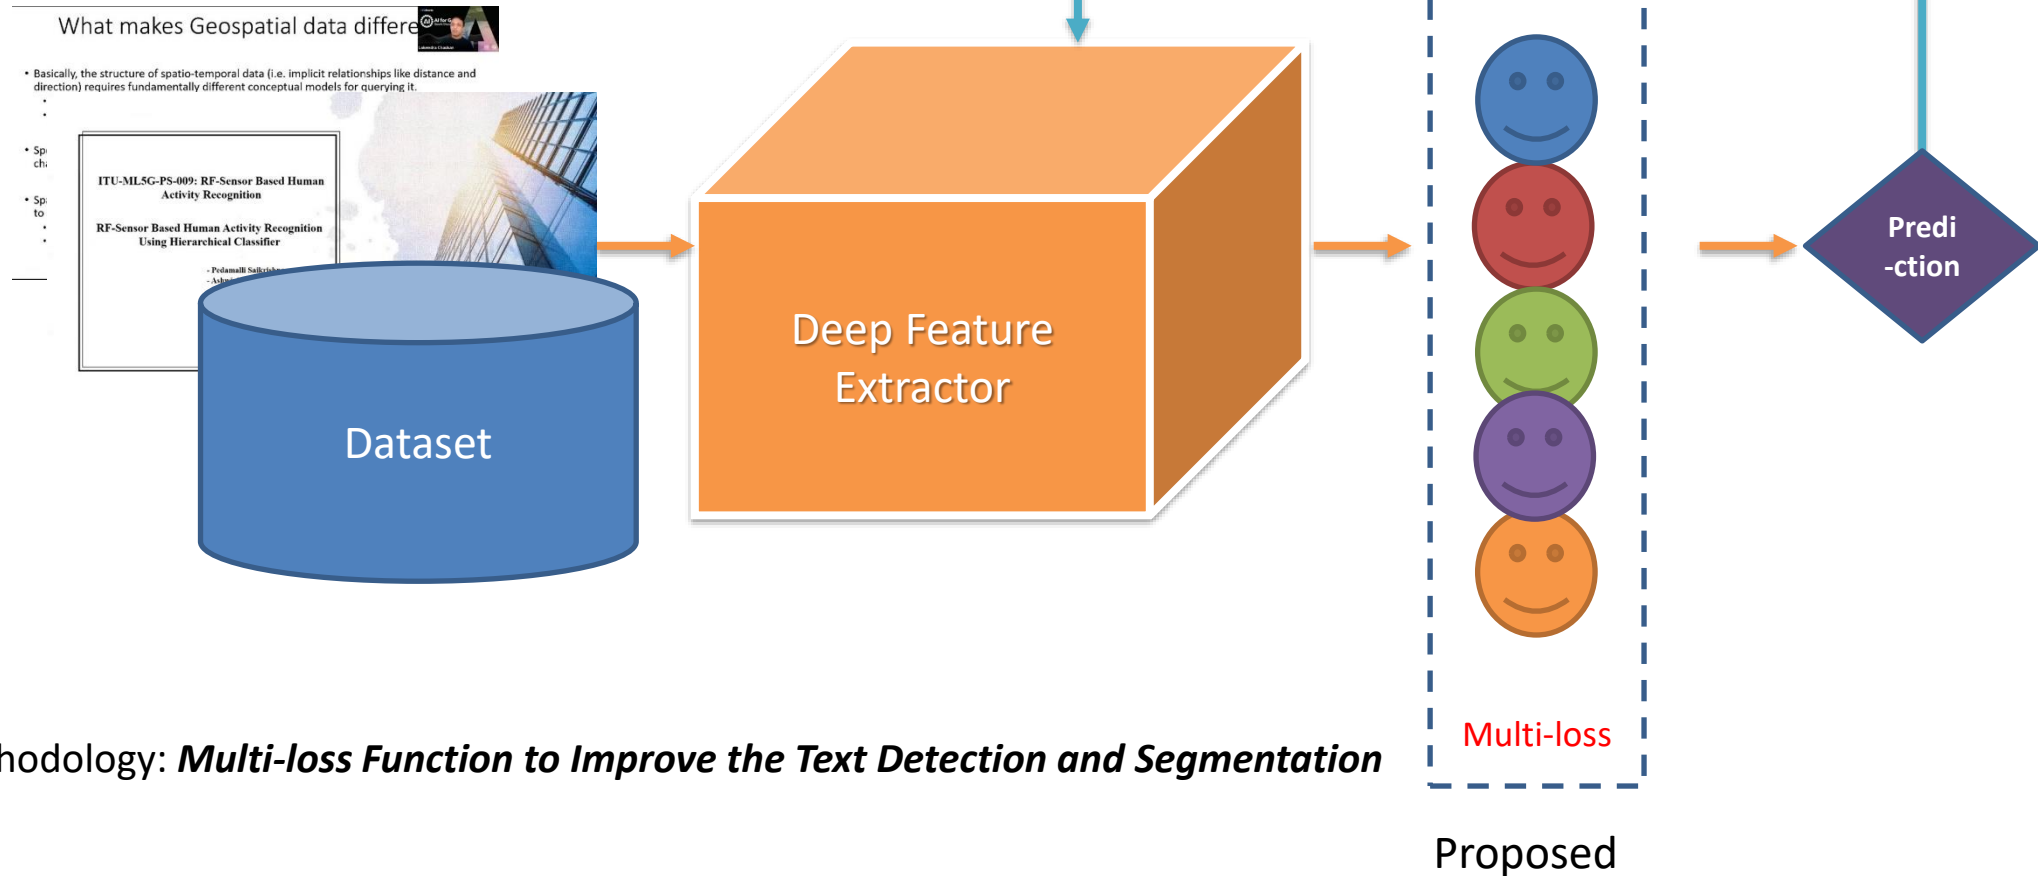 What makes Geospatial data differe
• Basically, the structure of spatio-temporal data (i.e. implicit relationships like distance and
direction) requires fundamentally different conceptual models for querying it.
ITU-ML5G-PS-009: RF-Sensor Based Human
Activity Recognition
RF-Sensor Based Human Activity Recognition
Using Hierarchical Classifier
- Pedamalli
Dataset
Deep Feature
Extractor
Multi-loss
Predi
-ction
hodology: Multi-loss Function to Improve the Text Detection and Segmentation
Proposed